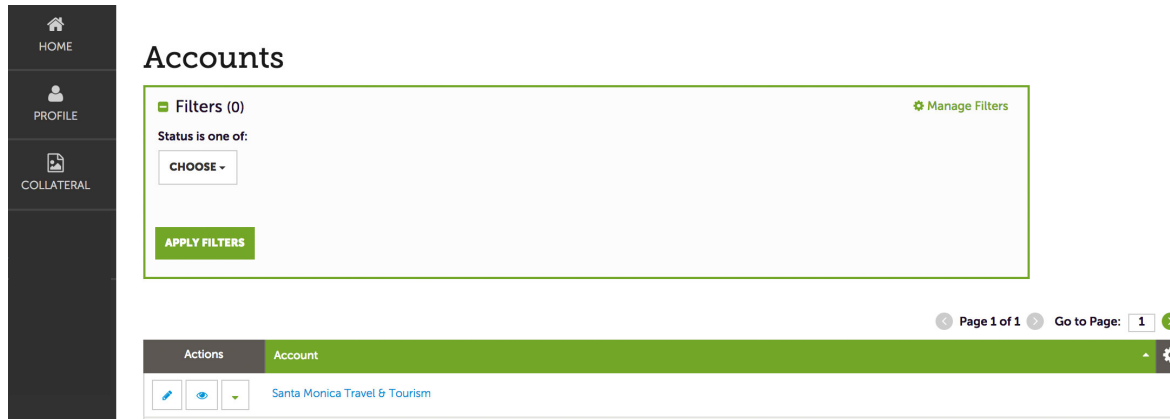 HOME
PROFILE
COLLATERAL
Accounts
Filters (0)
Manage Filters
Status is one of:
CHOOSE
APPLY FILTERS
Page 1 of 1 Go to Page: 1
Actions Account
Santa Monica Travel & Tourism